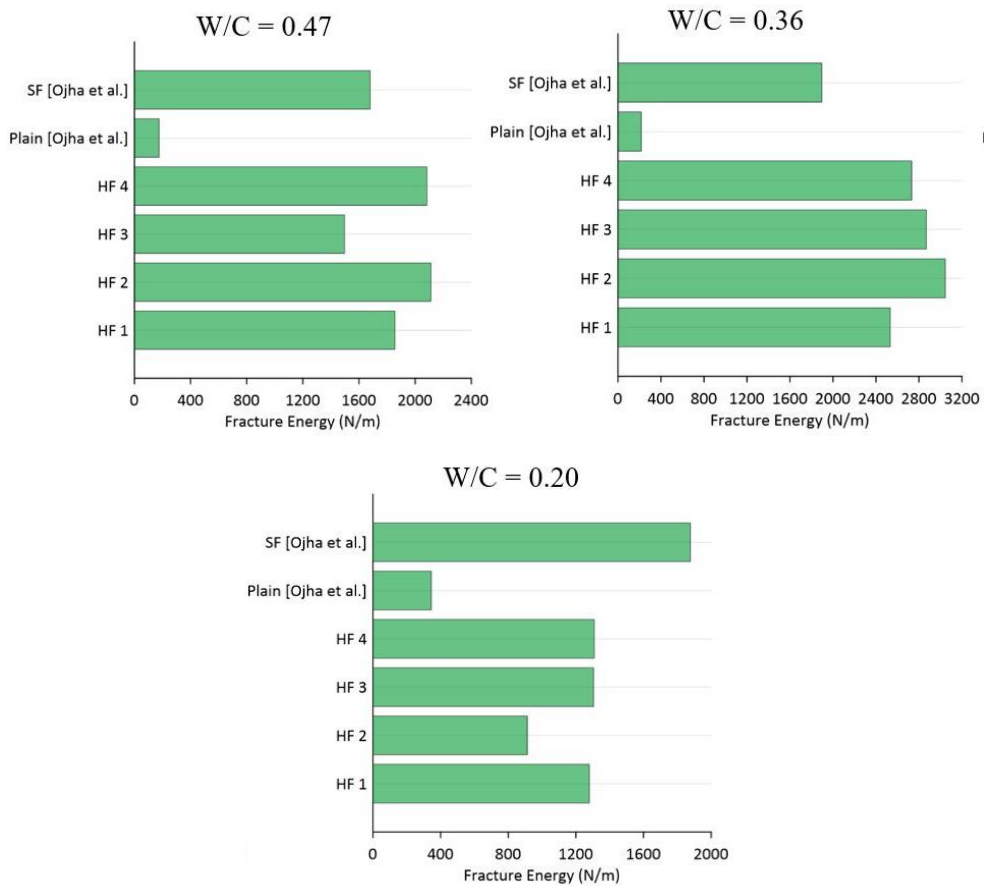 W/C = 0.47
SF [Ojha et al.]
Plain [Ojha et al.]
HF 4
HF 3
HF 2
HF 1
0 400 800 1200 1600 2000 2400
Fracture Energy (N/m)
W/C = 0.36
SF [Ojha et al.]
Plain [Ojha et al.]
HF 4
HF 3
HF 2
HF 1
0 400 800 1200 1600 2000 2400 2800 3200
Fracture Energy (N/m)
W/C = 0.20
SF [Ojha et al.]
Plain [Ojha et al.]
HF 4
HF 3
HF 2
HF 1
0 400 800 1200 1600 2000
Fracture Energy (N/m)